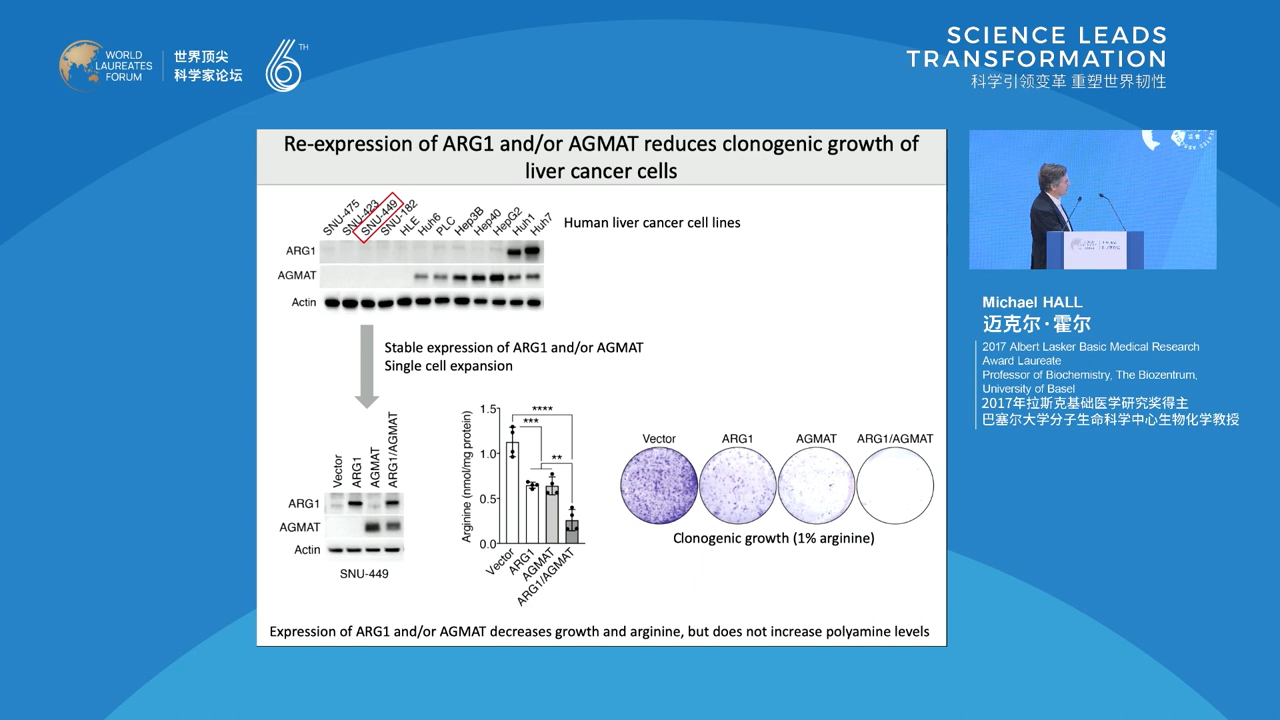 WORLD
LAUREATES
FORUM
世界顶尖
科学家论坛
6TH
SCIENCE LEADS
TRANSFORMATION
科学引领变革 重塑世界韧性
Re-expression of ARG1 and/or AGMAT reduces clonogenic growth of
liver cancer cells
SNU-475
SNU-423
SNU-449
SNU-182
HLE
Huh6
PLC
Hep3B
Hep40
HepG2
Huh1
Huh7
Human liver cancer cell lines
ARG1
AGMAT
Actin
Stable expression of ARG1 and/or AGMAT
Single cell expansion
Vector
ARG1
AGMAT
ARG1/AGMAT
ARG1
AGMAT
Actin
SNU-449
Arginine (nmol/mg protein)
1.5
1.0
0.5
0.0
****
***
**
Vector
ARG1
AGMAT
ARG1/AGMAT
Vector
ARG1
AGMAT
ARG1/AGMAT
Clonogenic growth (1% arginine)
Expression of ARG1 and/or AGMAT decreases growth and arginine, but does not increase polyamine levels
Michael HALL
迈克尔·霍尔
2017 Albert Lasker Basic Medical Research
Award Laureate
Professor of Biochemistry, The Biozentrum,
University of Basel
2017年拉斯克基础医学研究奖得主
巴塞尔大学分子生命科学中心生物化学教授